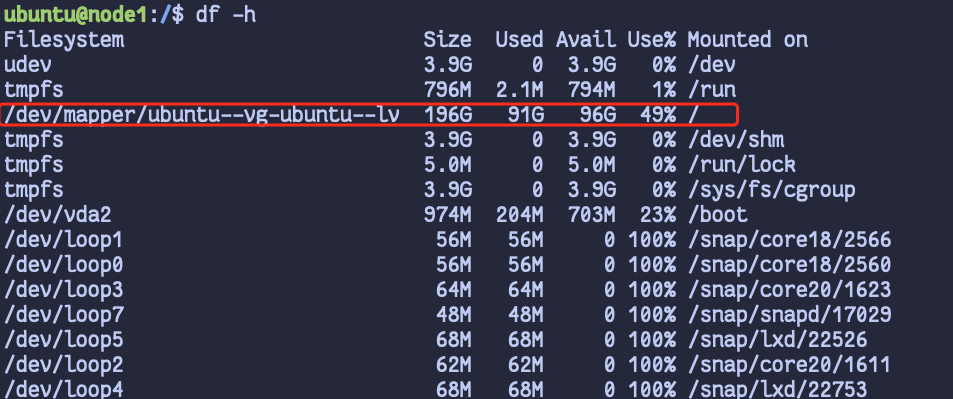 ubuntu@node1:/$ df -h
Filesystem                         Size  Used Avail Use% Mounted on
udev                               3.9G     0  3.9G   0% /dev
tmpfs                              796M  2.1M  794M   1% /run
/dev/mapper/ubuntu--vg-ubuntu--lv  196G   91G   96G  49% /
tmpfs                              3.9G     0  3.9G   0% /dev/shm
tmpfs                              5.0M     0  5.0M   0% /run/lock
tmpfs                              3.9G     0  3.9G   0% /sys/fs/cgroup
/dev/vda2                          974M  204M  703M  23% /boot
/dev/loop1                          56M   56M     0 100% /snap/core18/2566
/dev/loop0                          56M   56M     0 100% /snap/core18/2560
/dev/loop3                          64M   64M     0 100% /snap/core20/1623
/dev/loop7                          48M   48M     0 100% /snap/snapd/17029
/dev/loop5                          68M   68M     0 100% /snap/lxd/22526
/dev/loop2                          62M   62M     0 100% /snap/core20/1611
/dev/loop4                          68M   68M     0 100% /snap/lxd/22753